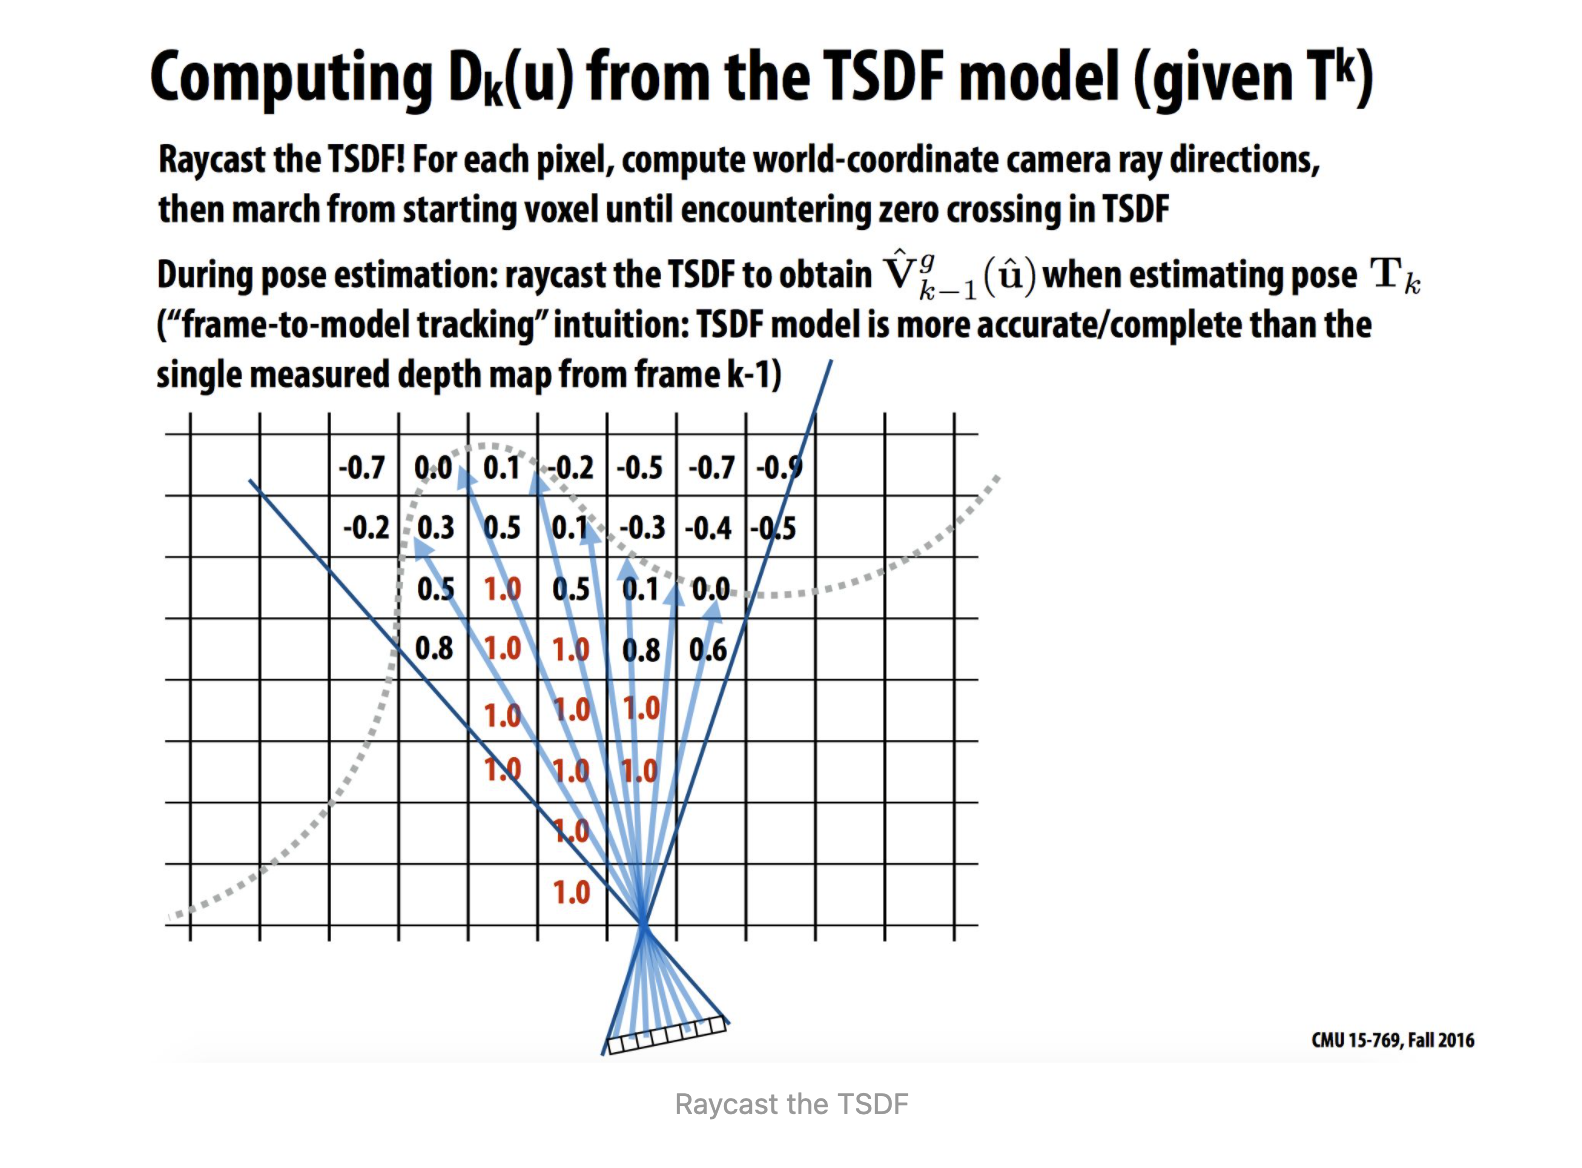 Computing Dₖ(u) from the TSDF model (given Tᵏ)
Raycast the TSDF! For each pixel, compute world-coordinate camera ray directions,
then march from starting voxel until encountering zero crossing in TSDF
During pose estimation: raycast the TSDF to obtain V̂ᵍₖ₋₁(û) when estimating pose Tₖ
(“frame-to-model tracking” intuition: TSDF model is more accurate/complete than the
single measured depth map from frame k-1)
-0.7 0.0 0.1 -0.2 -0.5 -0.7 -0.9
-0.2 0.3 0.5 0.1 -0.3 -0.4 -0.5
0.5 1.0 0.5 0.1 0.0
0.8 1.0 1.0 0.8 0.6
1.0 1.0 1.0
1.0 1.0 1.0
1.0
1.0
CMU 15-769, Fall 2016
Raycast the TSDF